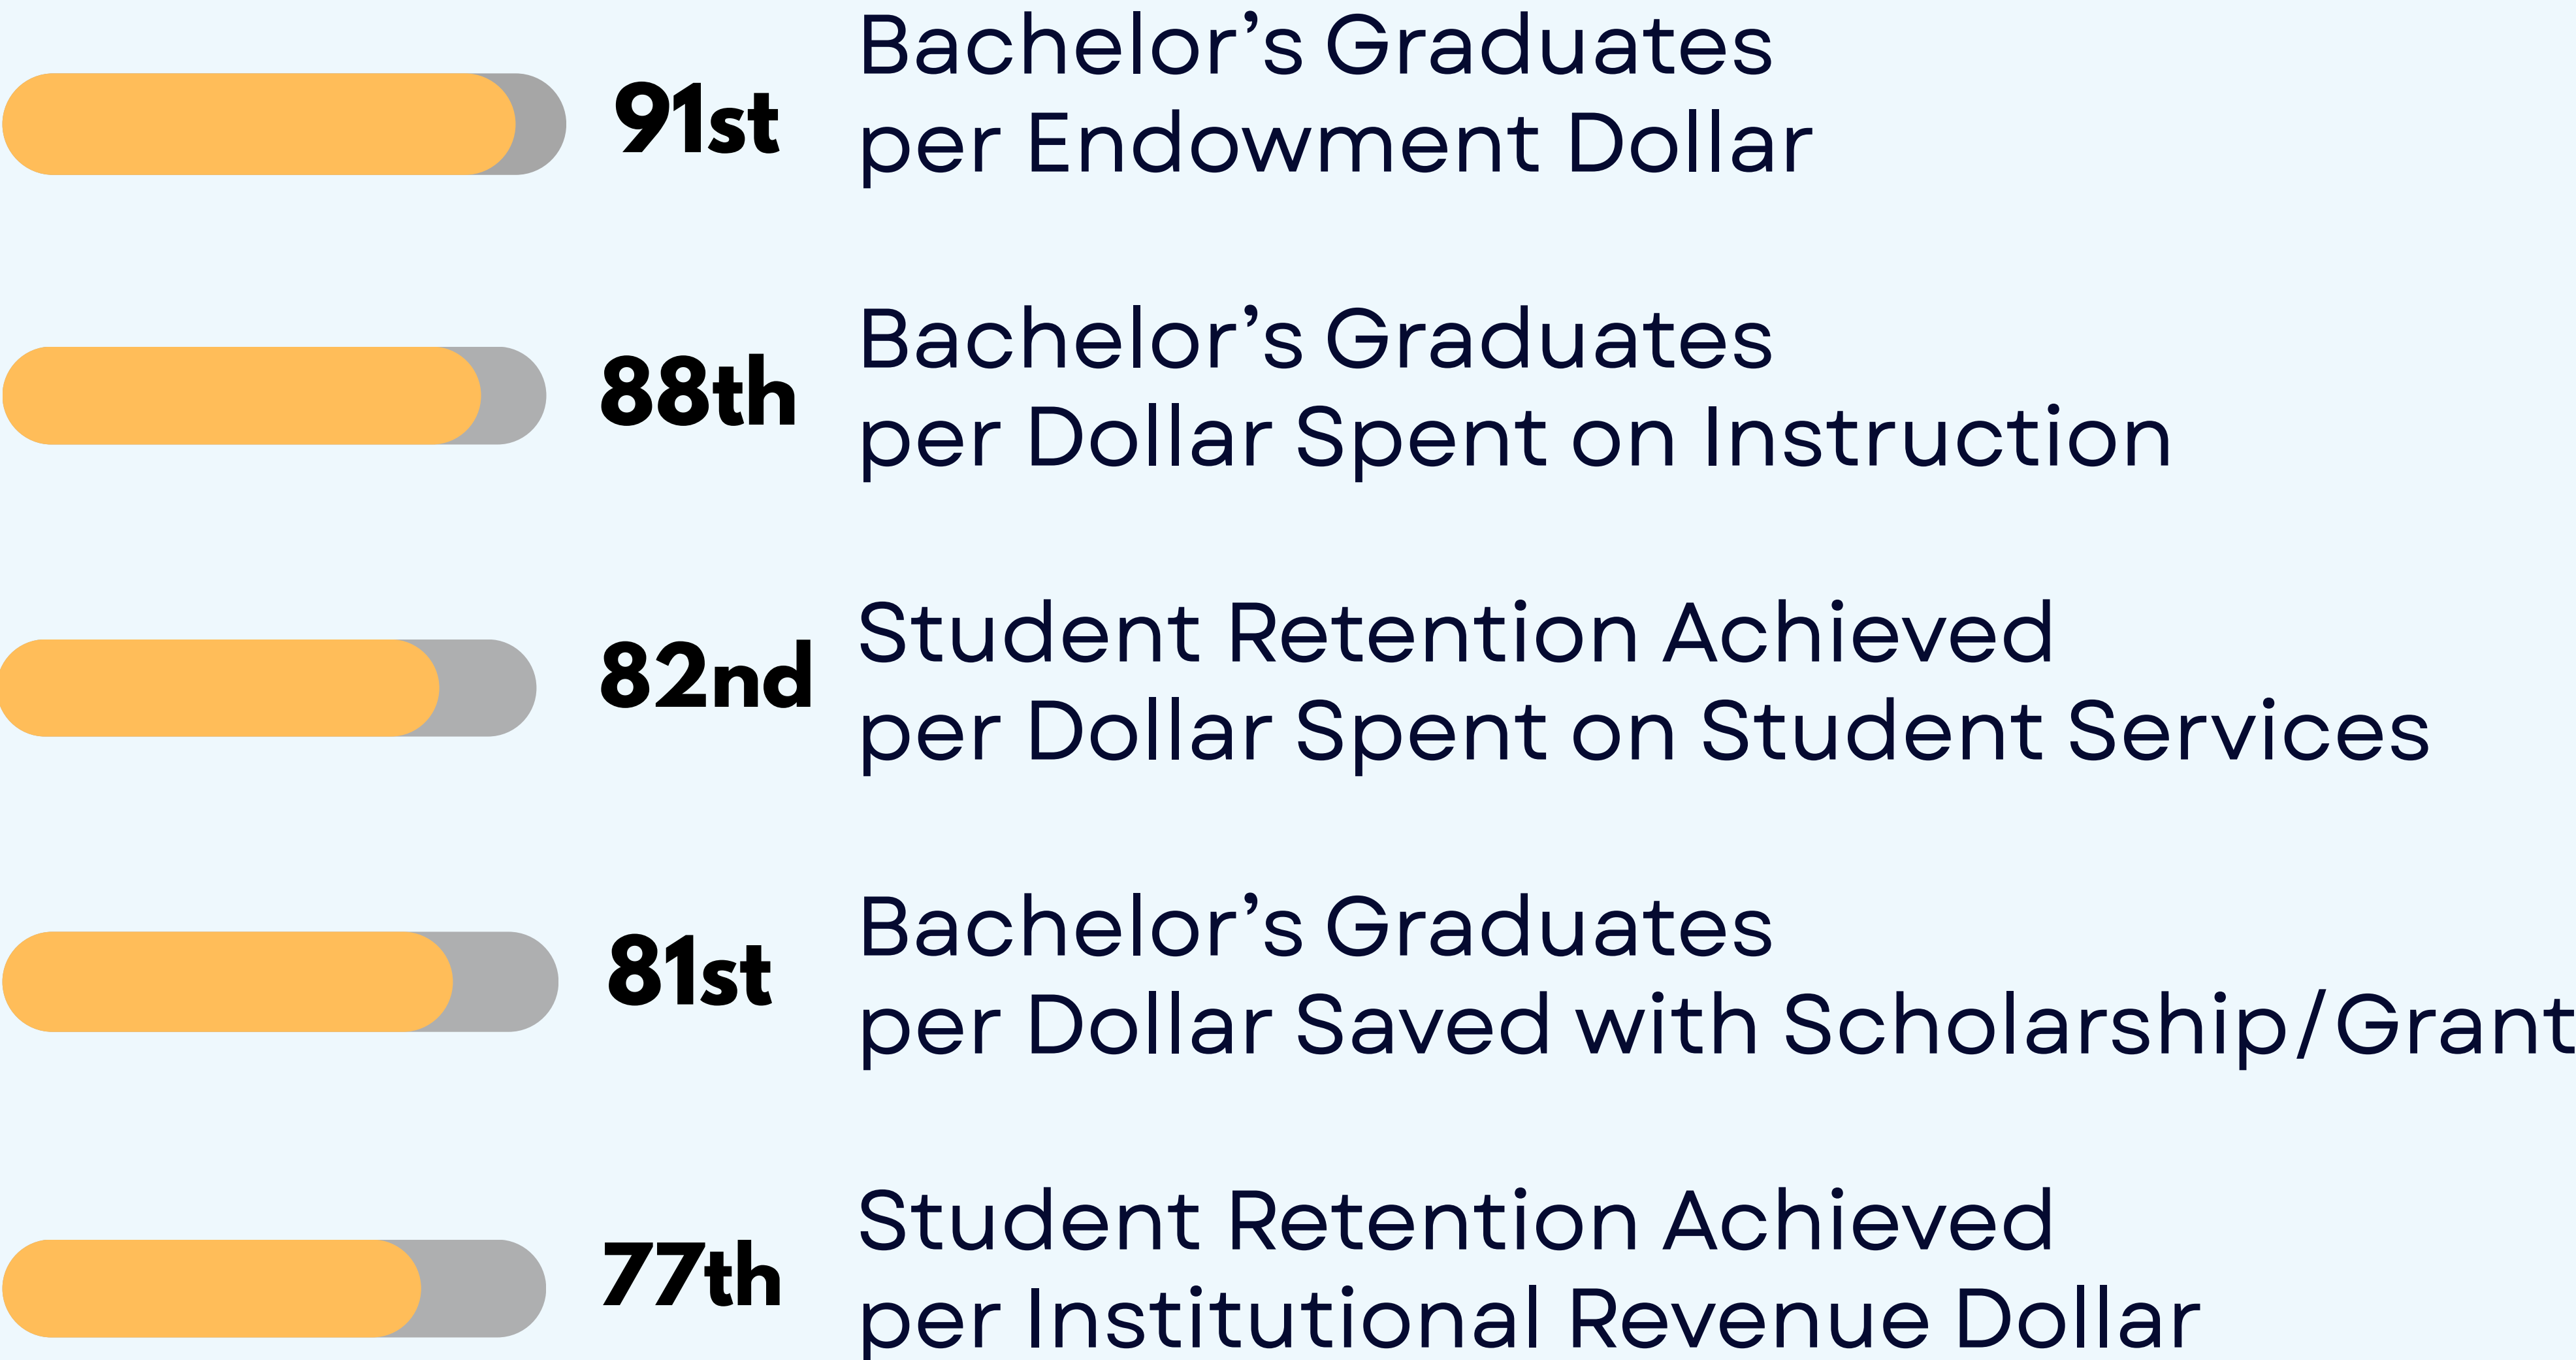 91st
Bachelor’s Graduates
per Endowment Dollar
88th
Bachelor’s Graduates
per Dollar Spent on Instruction
82nd
Student Retention Achieved
per Dollar Spent on Student Services
81st
Bachelor’s Graduates
per Dollar Saved with Scholarship/Grant
77th
Student Retention Achieved
per Institutional Revenue Dollar